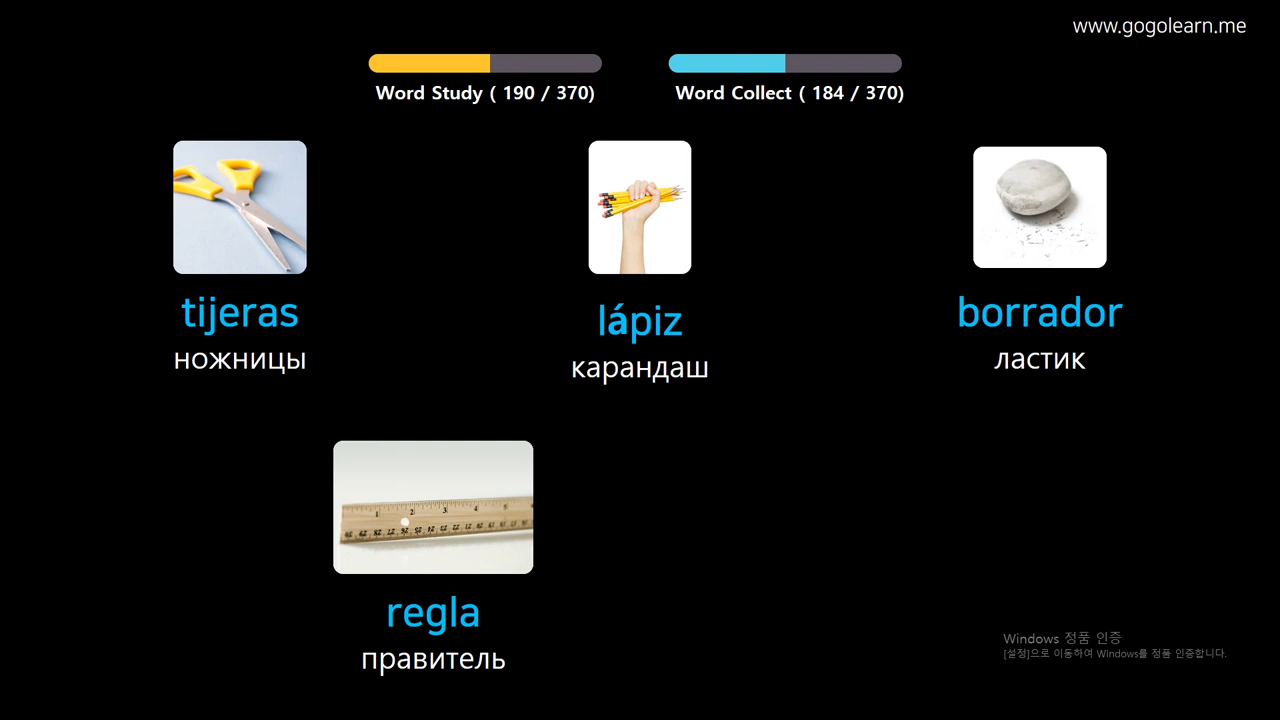 www.gogolearn.me
Word Study ( 190 / 370)
Word Collect ( 184 / 370)
tijeras
ножницы
lápiz
карандаш
borrador
ластик
regla
правитель
Windows 정품 인증
[설정]으로 이동하여 Windows를 정품 인증합니다.